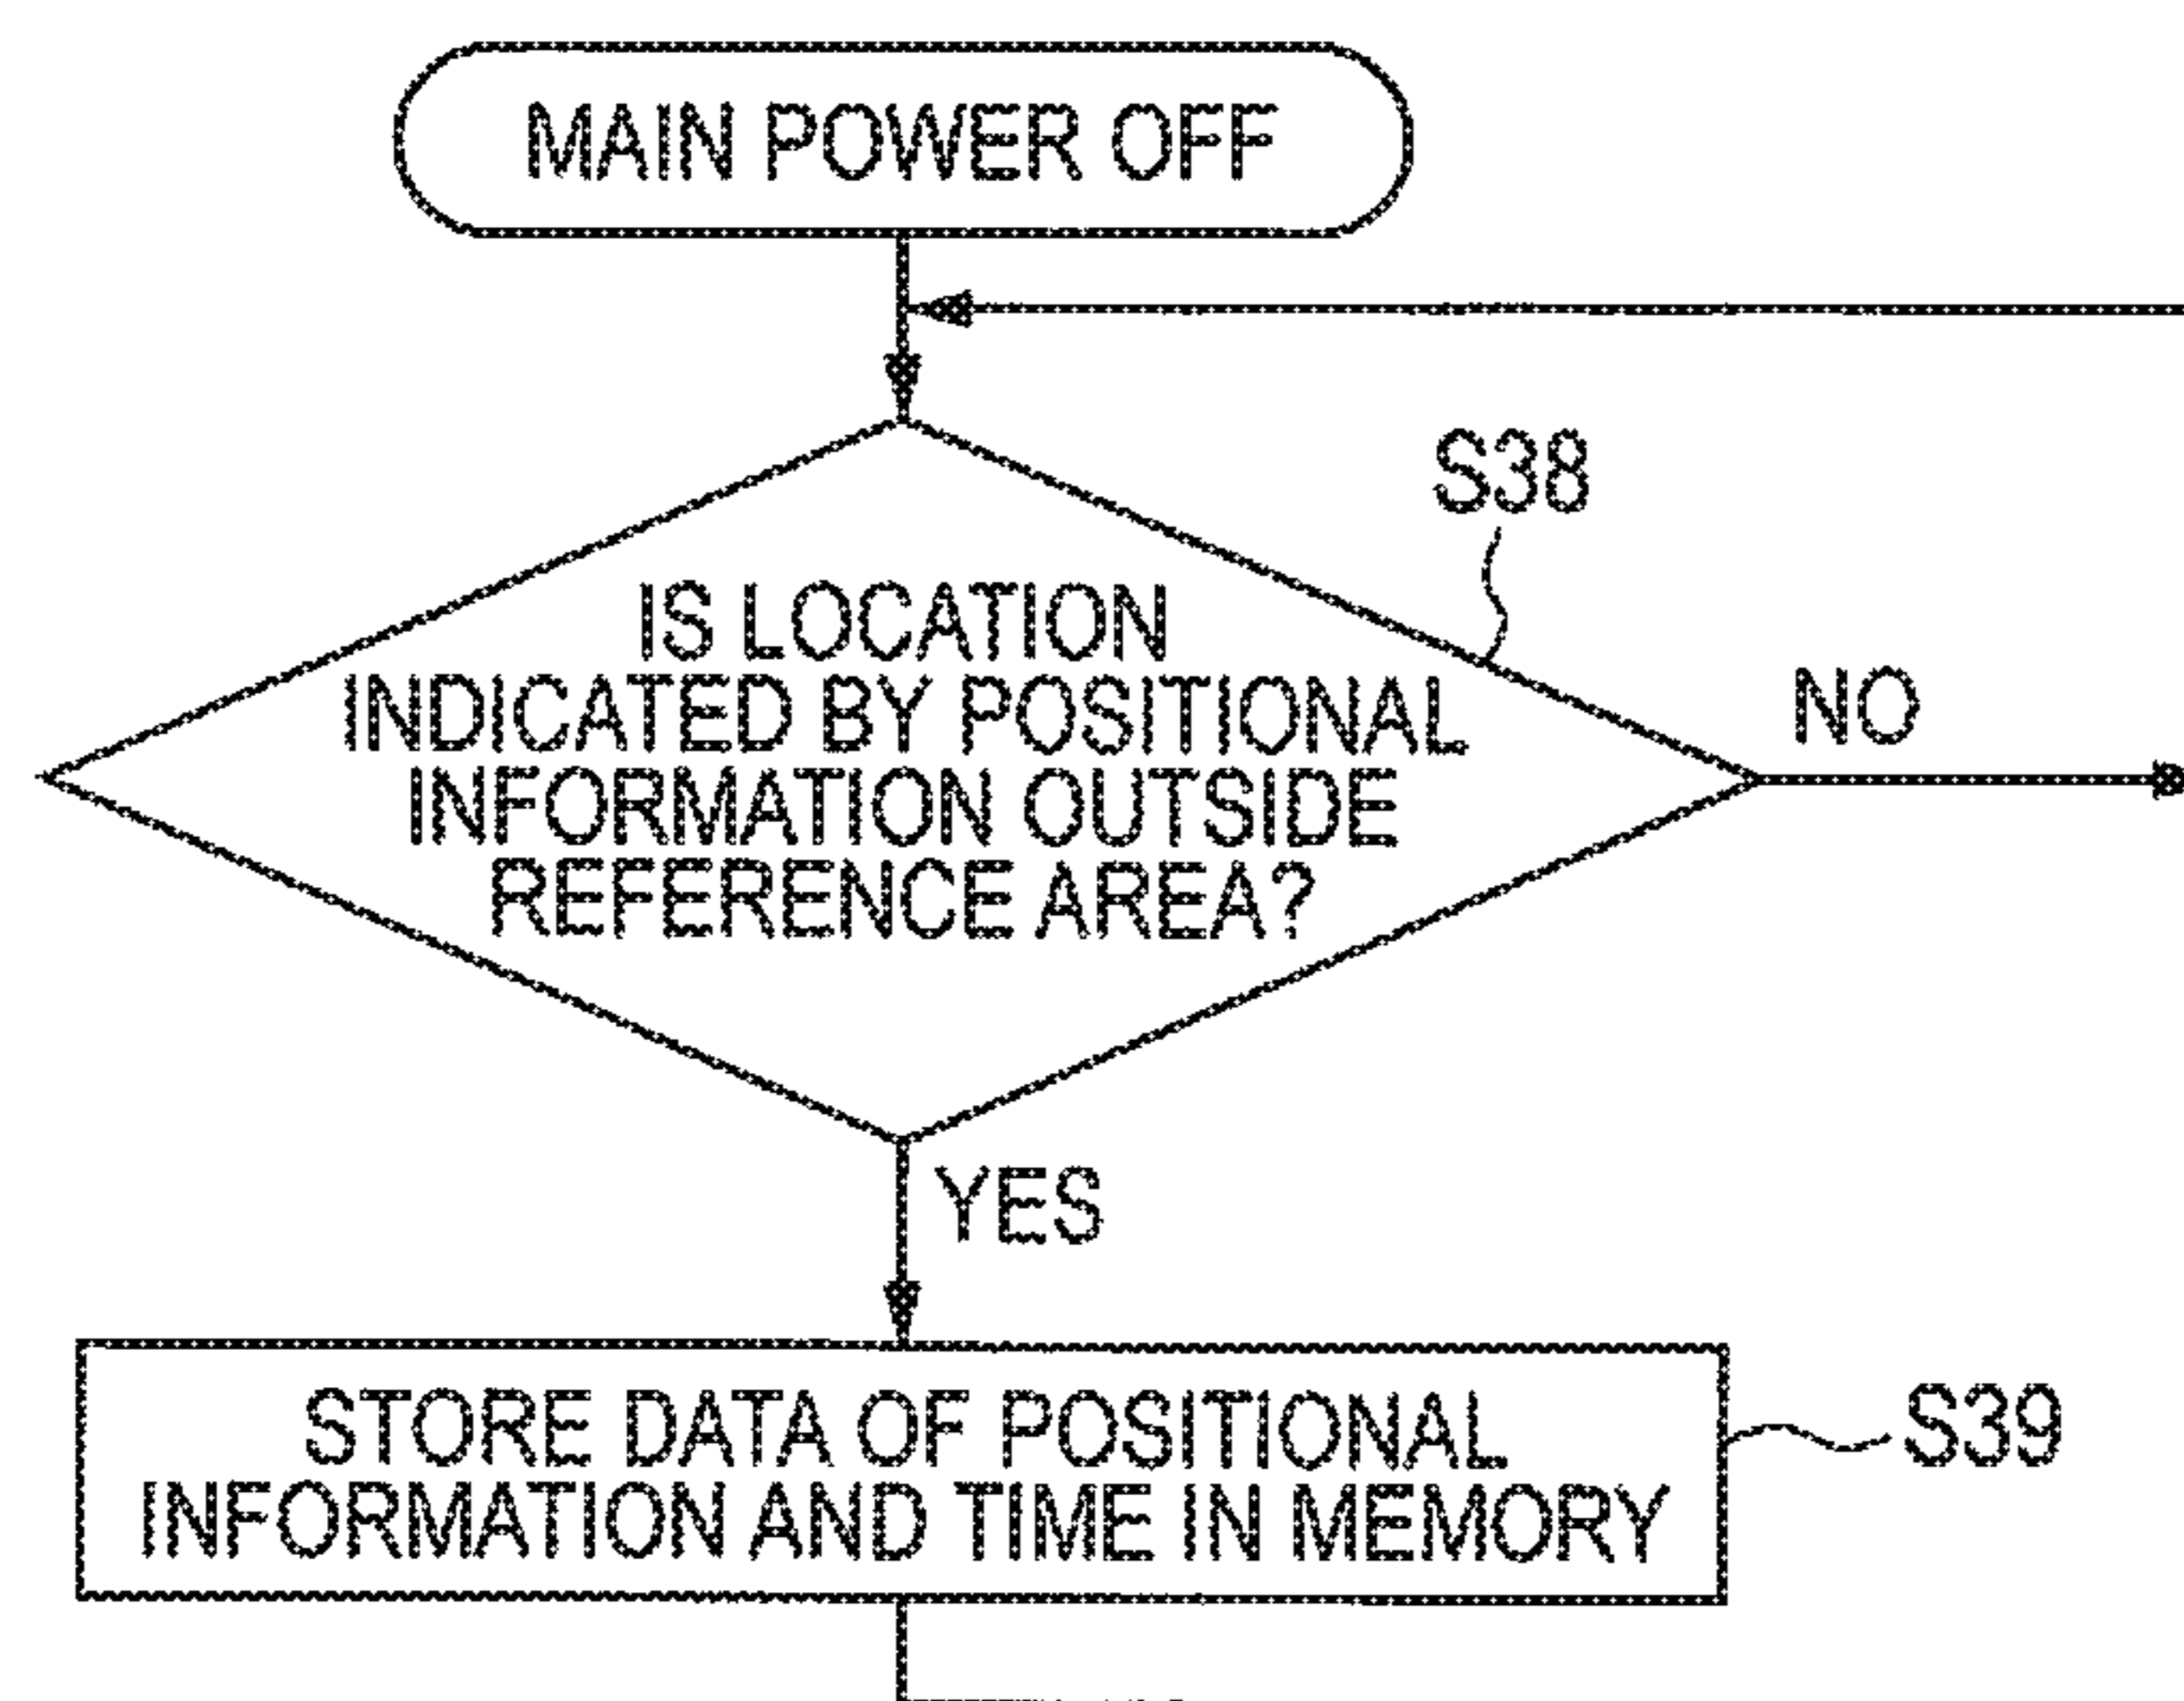 MAIN POWER OFF
S38
IS LOCATION
INDICATED BY POSITIONAL
INFORMATION OUTSIDE
REFERENCE AREA?
NO
YES
STORE DATA OF POSITIONAL
INFORMATION AND TIME IN MEMORY
S39